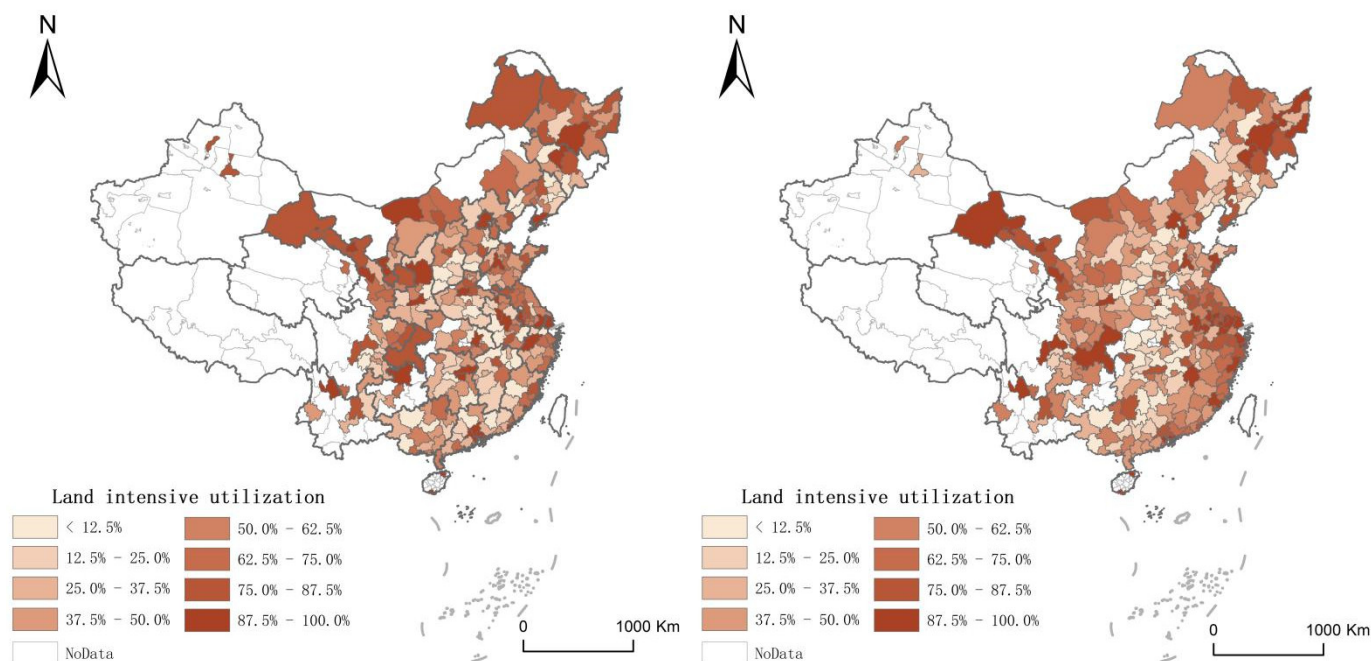 N
Land intensive utilization
< 12.5%
12.5% - 25.0%
25.0% - 37.5%
37.5% - 50.0%
NoData
50.0% - 62.5%
62.5% - 75.0%
75.0% - 87.5%
87.5% - 100.0%
0 1000 Km
N
Land intensive utilization
< 12.5%
12.5% - 25.0%
25.0% - 37.5%
37.5% - 50.0%
NoData
50.0% - 62.5%
62.5% - 75.0%
75.0% - 87.5%
87.5% - 100.0%
0 1000 Km